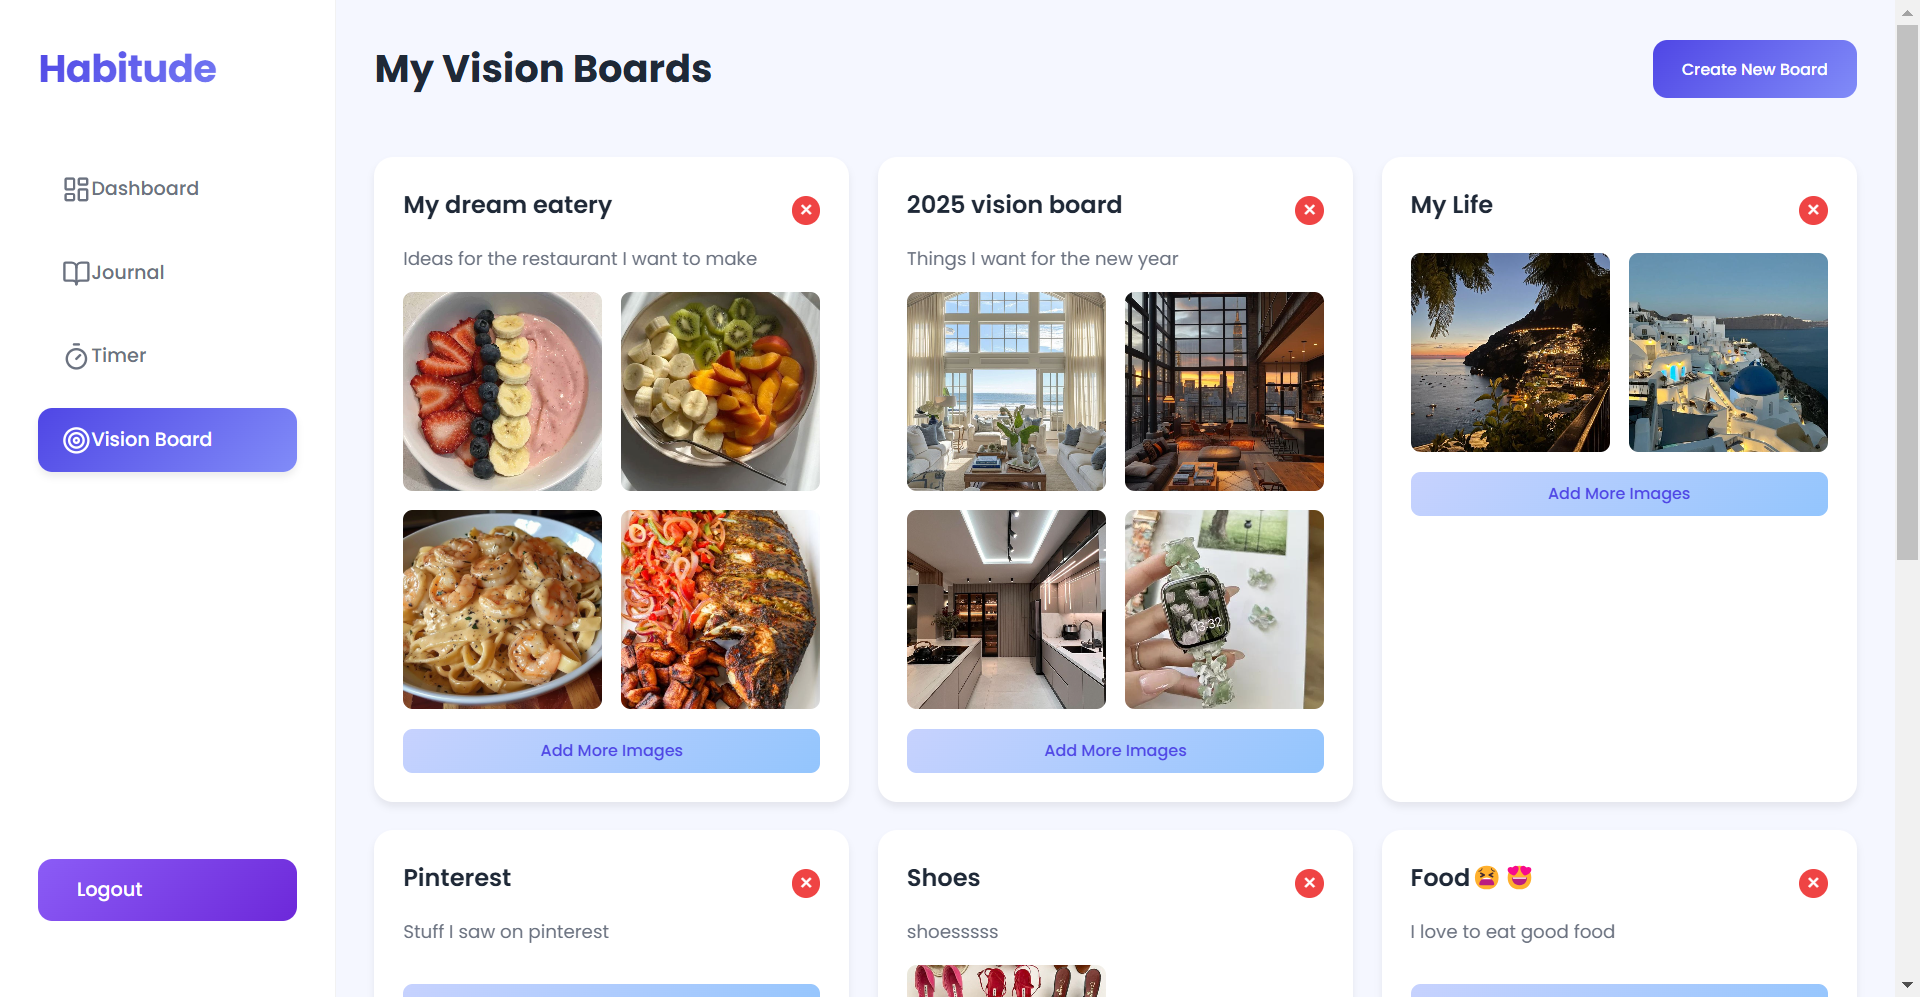 Habitude
Dashboard
Journal
Timer
Vision Board
Logout
My Vision Boards
Create New Board
My dream eatery
Ideas for the restaurant I want to make
Add More Images
2025 vision board
Things I want for the new year
13:32
Add More Images
My Life
Add More Images
Pinterest
Stuff I saw on pinterest
Shoes
shoesssss
Food😫 😍
I love to eat good food